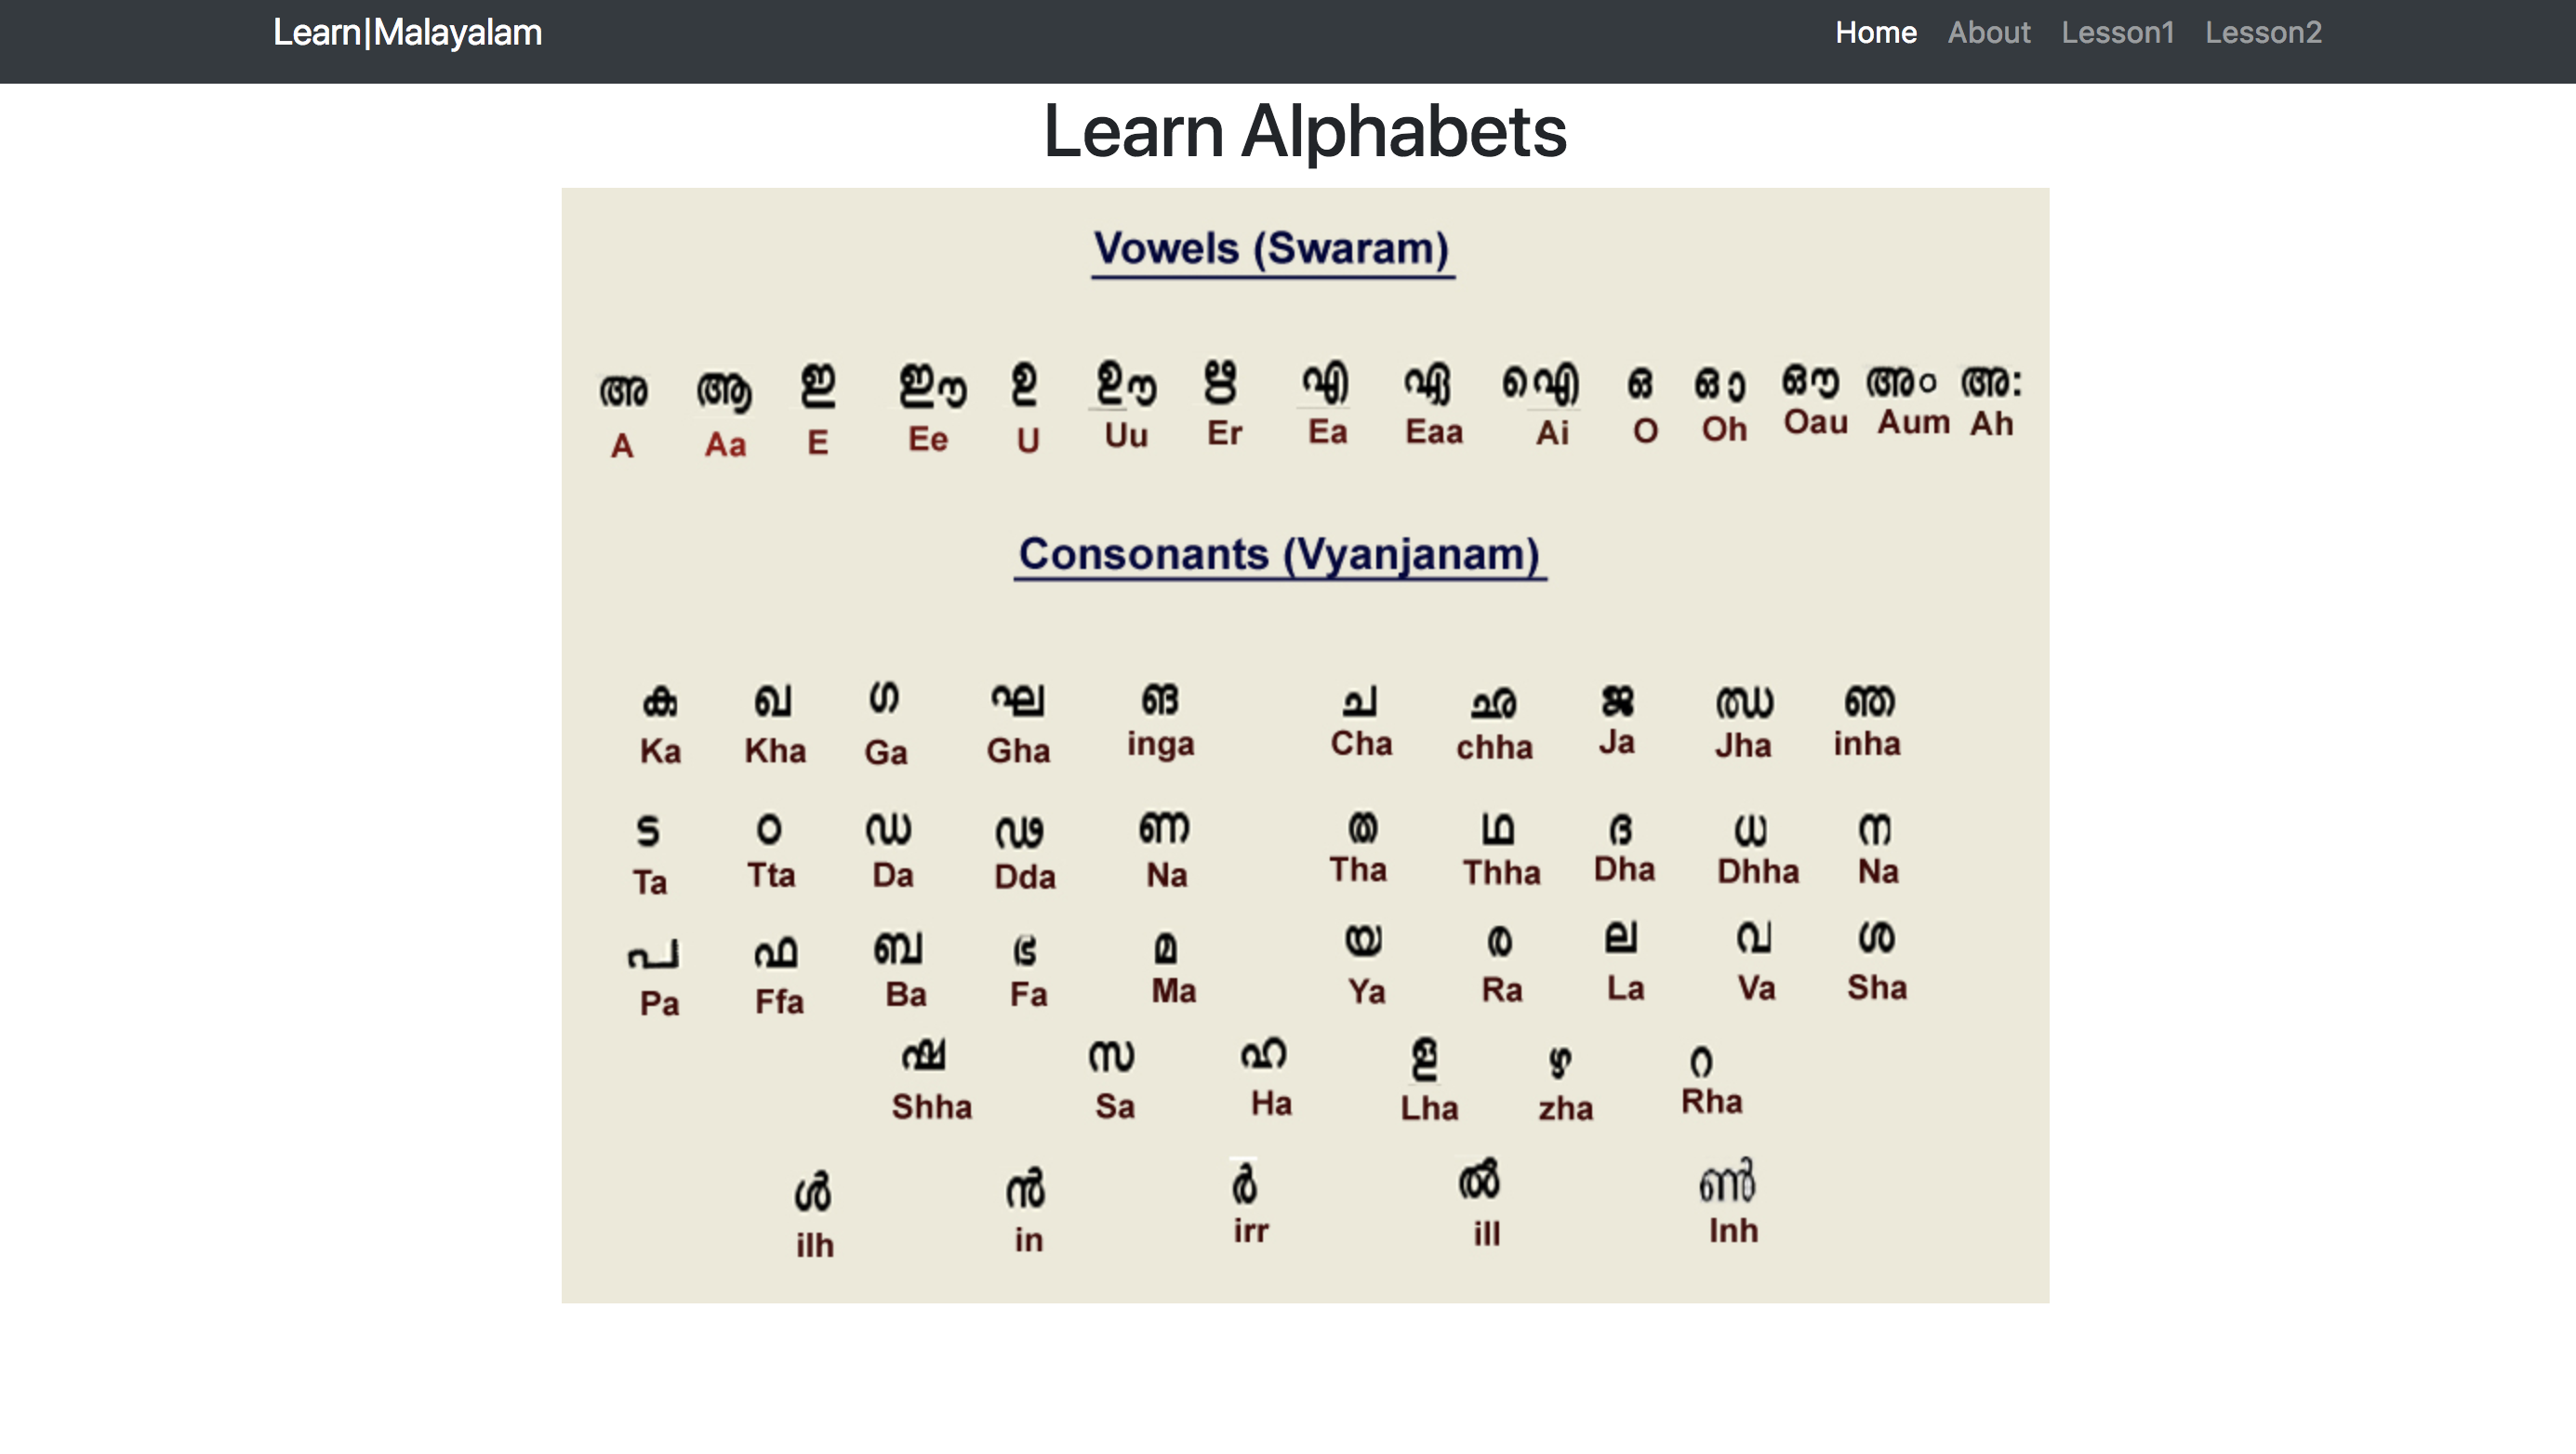 Learn|Malayalam Home About Lesson1 Lesson2
Learn Alphabets
Vowels (Swaram)
അ ആ ഇ ഈ ഉ ഊ ഋ എ ഏ ഐ ഒ ഓ ഔ അം അഃ
A Aa E Ee U Uu Er Ea Eaa Ai O Oh Oau Aum Ah
Consonants (Vyanjanam)
ക ഖ ഗ ഘ ങ ച ഛ ജ ഝ ഞ
Ka Kha Ga Gha inga Cha chha Ja Jha inha
ട ഠ ഡ ഢ ണ ത ഥ ദ ധ ന
Ta Tta Da Dda Na Tha Thha Dha Dhha Na
പ ഫ ബ ഭ മ യ ര ല വ ശ
Pa Ffa Ba Fa Ma Ya Ra La Va Sha
ഷ സ ഹ ള ഴ റ
Shha Sa Ha Lha zha Rha
ൾ ൻ ർ ൽ ൺ
ilh in irr ill Inh